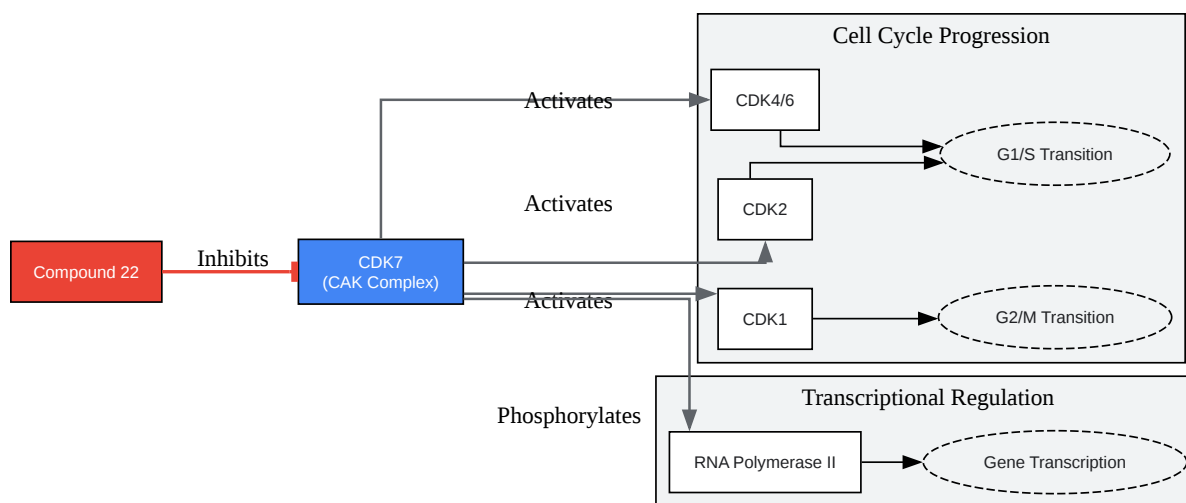 Cell Cycle Progression
Activates
CDK4/6
G1/S Transition
Activates
CDK2
Compound 22
Inhibits
CDK7
(CAK Complex)
Activates
CDK1
G2/M Transition
Transcriptional Regulation
Phosphorylates
RNA Polymerase II
Gene Transcription